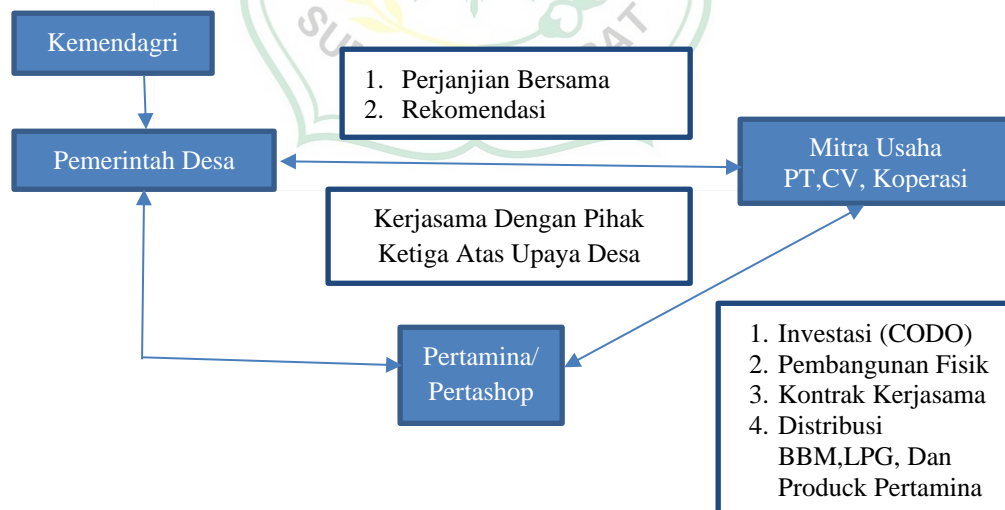 Kemendagri
1. Perjanjian Bersama
2. Rekomendasi
Pemerintah Desa
Mitra Usaha
PT,CV, Koperasi
Kerjasama Dengan Pihak
Ketiga Atas Upaya Desa
Pertamina/
Pertashop
1. Investasi (CODO)
2. Pembangunan Fisik
3. Kontrak Kerjasama
4. Distribusi
BBM,LPG, Dan
Produck Pertamina